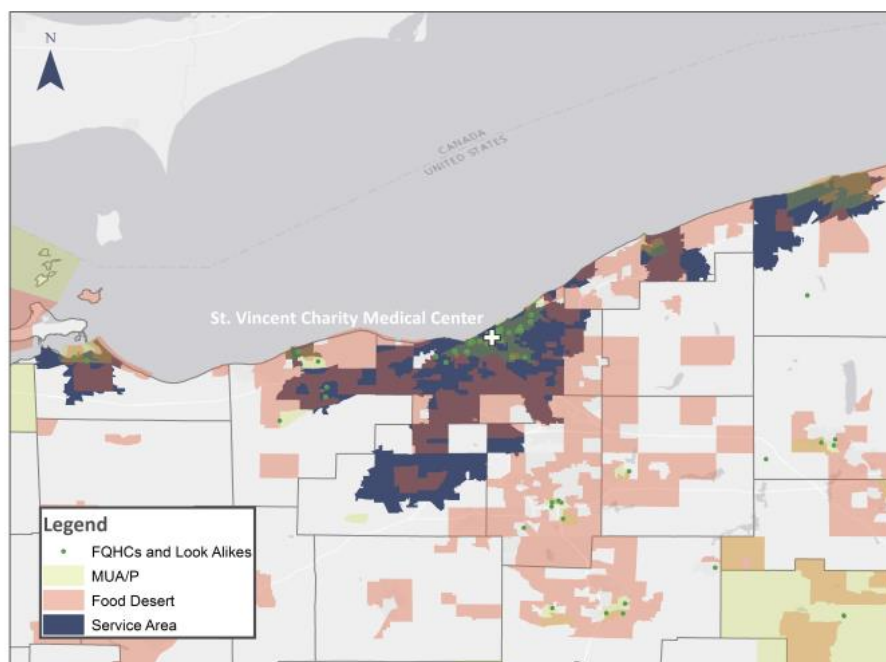 N
CANADA
UNITED STATES
St. Vincent Charity Medical Center
Legend
FQHCs and Look Alikes
MUA/P
Food Desert
Service Area